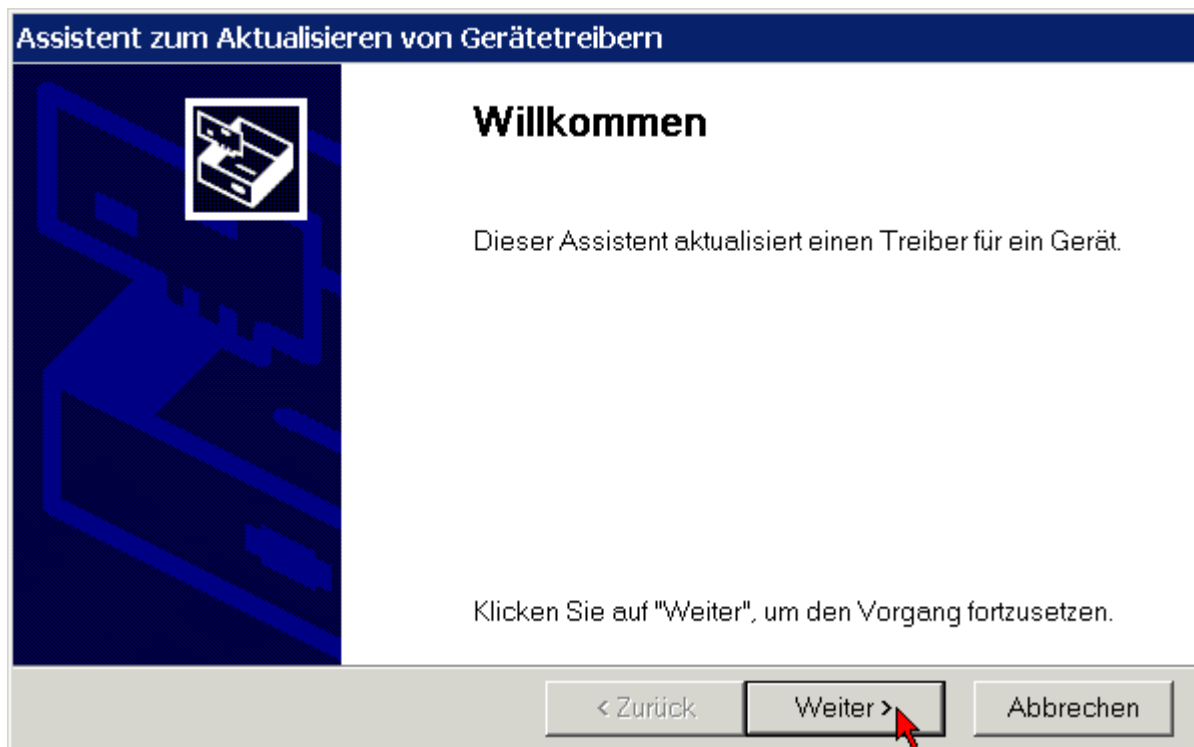 Assistent zum Aktualisieren von Gerätetreibern
Willkommen
Dieser Assistent aktualisiert einen Treiber für ein Gerät.
Klicken Sie auf "Weiter", um den Vorgang fortzusetzen.
< Zurück
Weiter >
Abbrechen